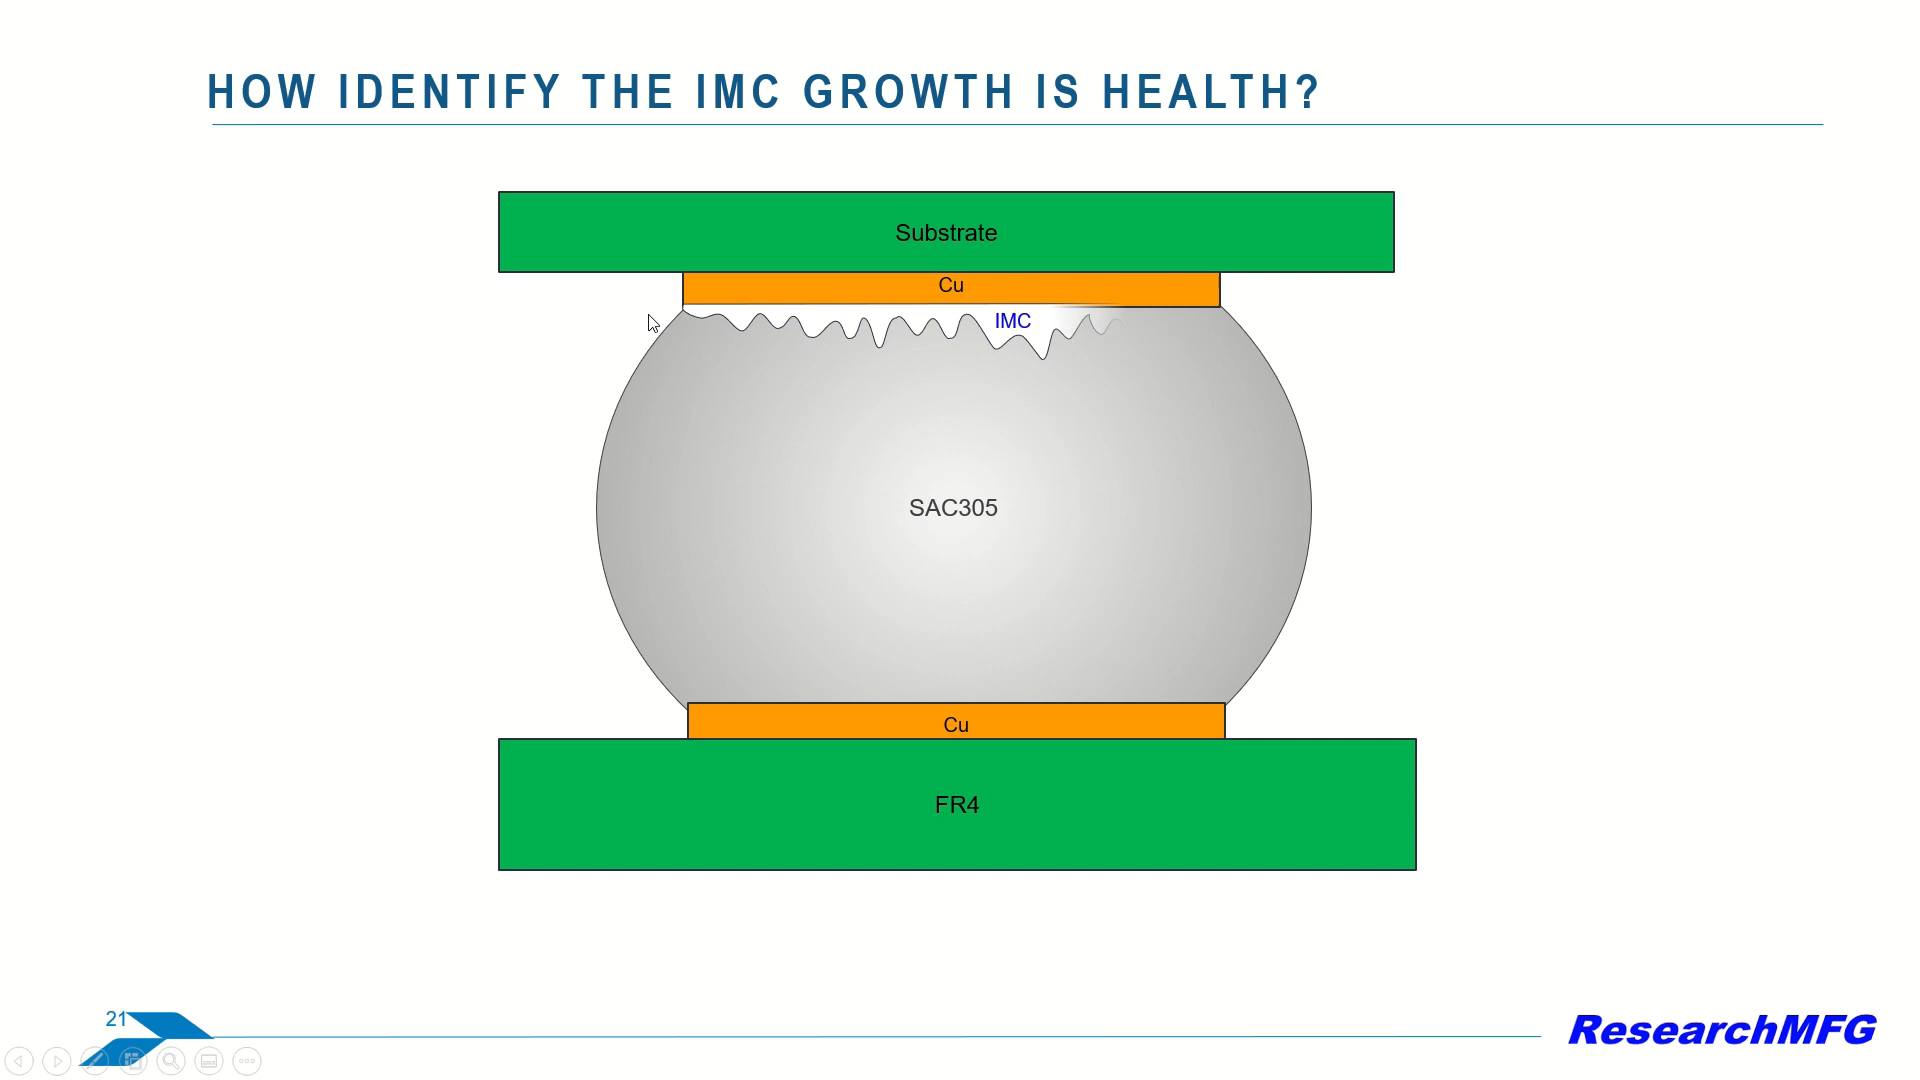 HOW IDENTIFY THE IMC GROWTH IS HEALTH?
Substrate
Cu
IMC
SAC305
Cu
FR4
21
ResearchMFG